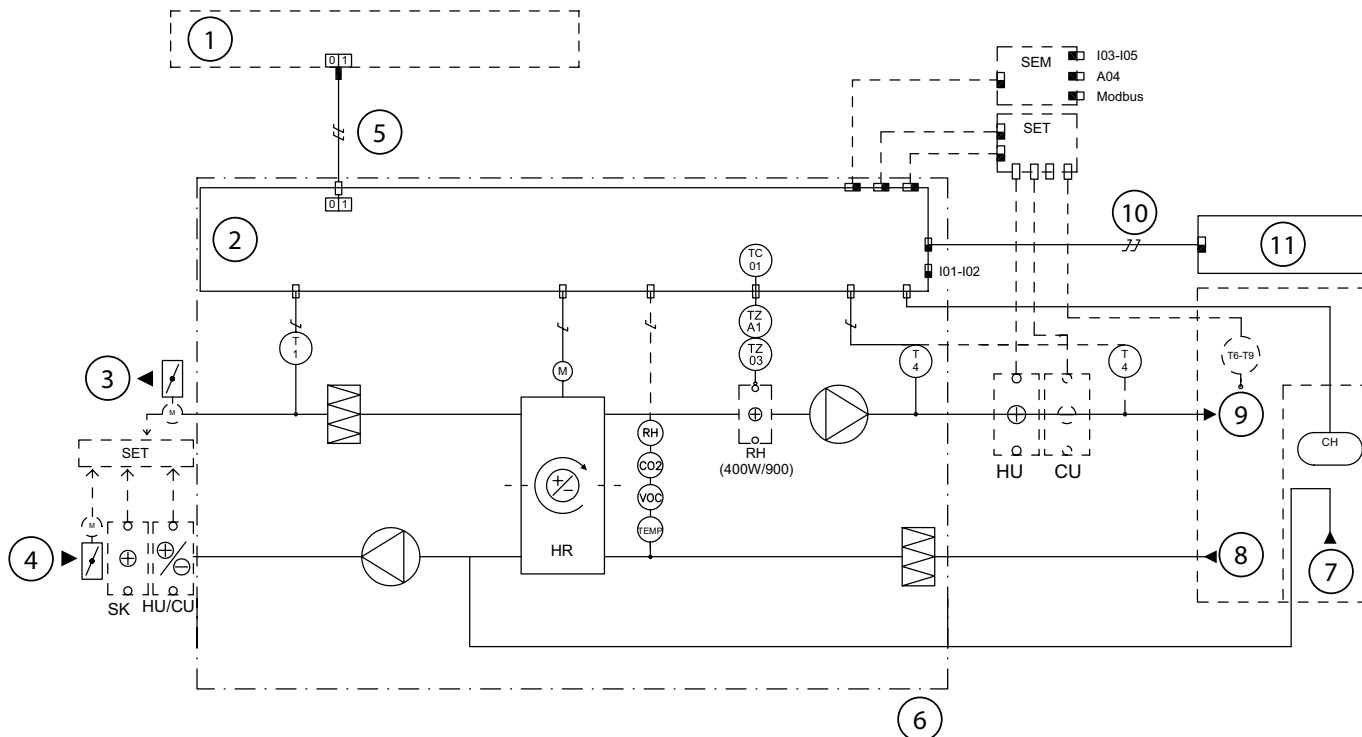 1
0 1
5
SEM
I03-I05
A04
Modbus
SET
2
0 1
TC
01
10
11
I01-I02
T
1
TZ
A1
TZ
03
3
M
M
T
4
T
4
T6-T9
9
RH
CO2
VOC
TEMP
RH
(400W/900)
HU
CU
CH
SET
M
4
SK
HU/CU
HR
8
7
6